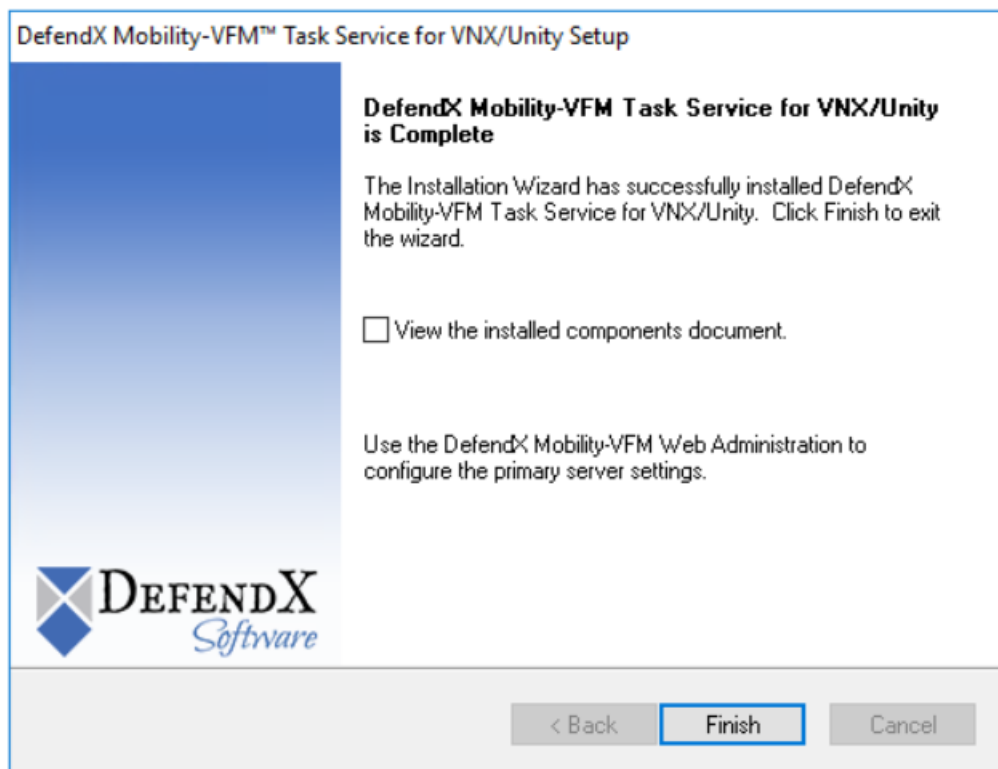 DefendX Mobility-VFM™ Task Service for VNX/Unity Setup
DefendX Mobility-VFM Task Service for VNX/Unity
is Complete
The Installation Wizard has successfully installed DefendX
Mobility-VFM Task Service for VNX/Unity. Click Finish to exit
the wizard.
View the installed components document.
Use the DefendX Mobility-VFM Web Administration to
configure the primary server settings.
DEFENDX
Software
< Back
Finish
Cancel